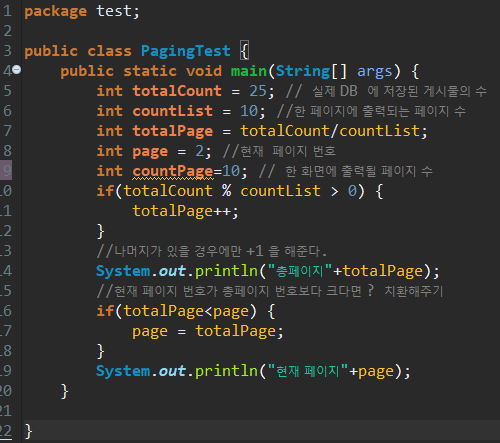 1 package test;
2
3 public class PagingTest {
4 public static void main(String[] args) {
5 int totalCount = 25; // 실제 DB 에 저장된 게시물의 수
6 int countList = 10; //한 페이지에 출력되는 페이지 수
7 int totalPage = totalCount/countList;
8 int page = 2; //현재 페이지 번호
9 int countPage=10; // 한 화면에 출력될 페이지 수
10 if(totalCount % countList > 0) {
11 totalPage++;
12 }
13 //나머지가 있을 경우에만 +1 을 해준다.
14 System.out.println("총페이지"+totalPage);
15 //현재 페이지 번호가 총페이지 번호보다 크다면 ? 치환해주기
16 if(totalPage<page) {
17 page = totalPage;
18 }
19 System.out.println("현재 페이지"+page);
20 }
21
22 }